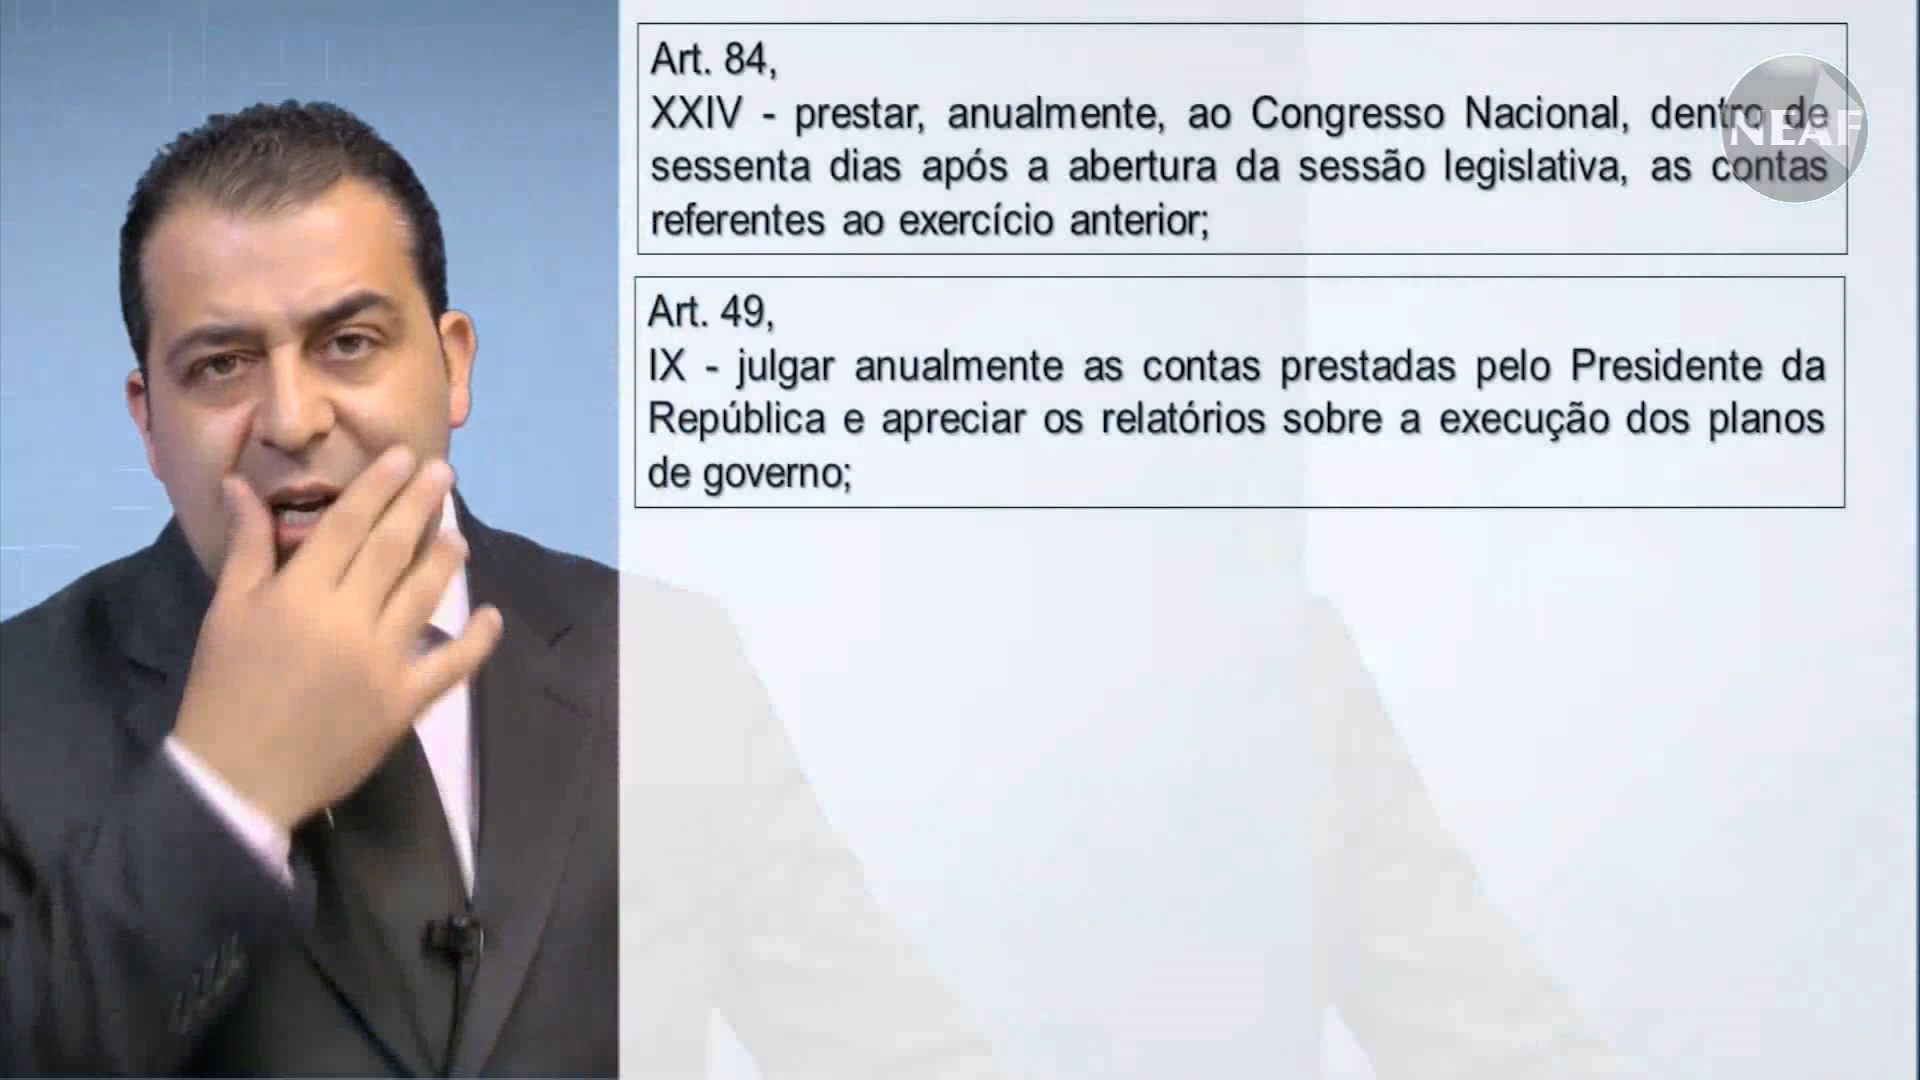 Art. 84,
XXIV - prestar, anualmente, ao Congresso Nacional, dentro de
sessenta dias após a abertura da sessão legislativa, as contas
referentes ao exercício anterior;
NEAF
Art. 49,
IX - julgar anualmente as contas prestadas pelo Presidente da
República e apreciar os relatórios sobre a execução dos planos
de governo;